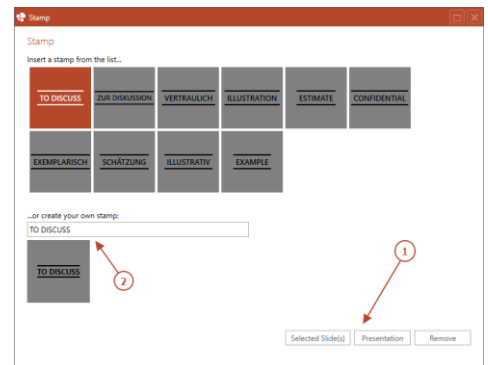 Stamp
Stamp
Insert a stamp from the list...
TO DISCUSS ZUR DISKUSSION VERTRAULICH ILLUSTRATION ESTIMATE CONFIDENTIAL
EXEMPLARISCH SCHÄTZUNG ILLUSTRATIV EXAMPLE
...or create your own stamp:
TO DISCUSS
1
TO DISCUSS
2
Selected Slide(s) Presentation Remove